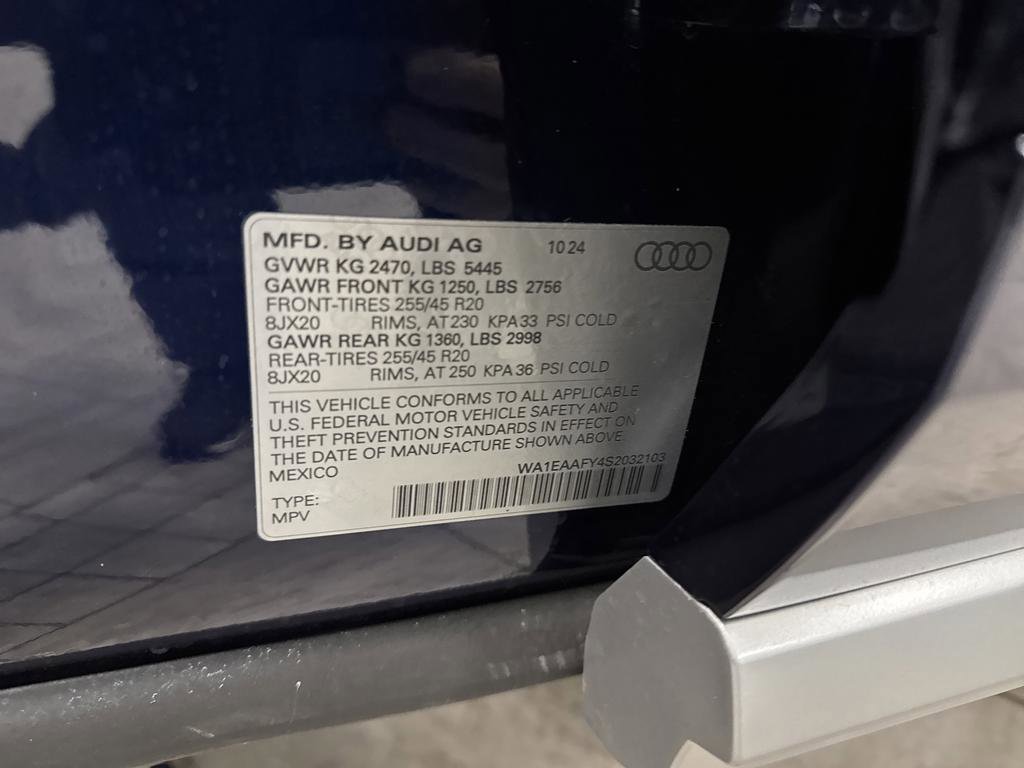 MFD. BY AUDI AG 10 24
GVWR KG 2470, LBS 5445
GAWR FRONT KG 1250, LBS 2756
FRONT-TIRES 255/45 R20
8JX20 RIMS, AT 230 KPA 33 PSI COLD
GAWR REAR KG 1360, LBS 2998
REAR-TIRES 255/45 R20
8JX20 RIMS, AT 250 KPA 36 PSI COLD
THIS VEHICLE CONFORMS TO ALL APPLICABLE
U.S. FEDERAL MOTOR VEHICLE SAFETY AND
THEFT PREVENTION STANDARDS IN EFFECT ON
THE DATE OF MANUFACTURE SHOWN ABOVE.
MEXICO WA1EAAFY4S2032103
TYPE:
MPV